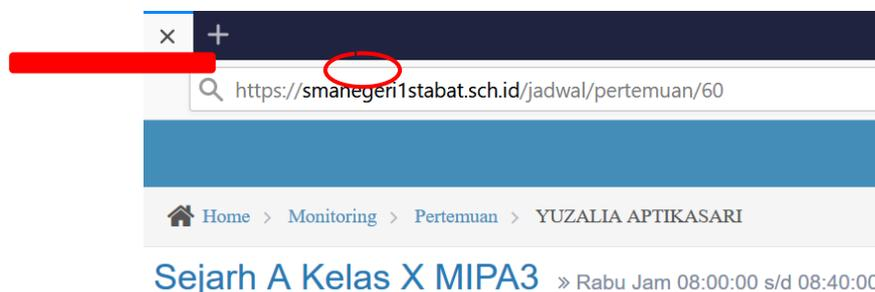 https://smanegeri1stabat.sch.id/jadwal/pertemuan/60
Home > Monitoring > Pertemuan > YUZALIA APTIKASARI
Sejarh A Kelas X MIPA3 » Rabu Jam 08:00:00 s/d 08:40:00